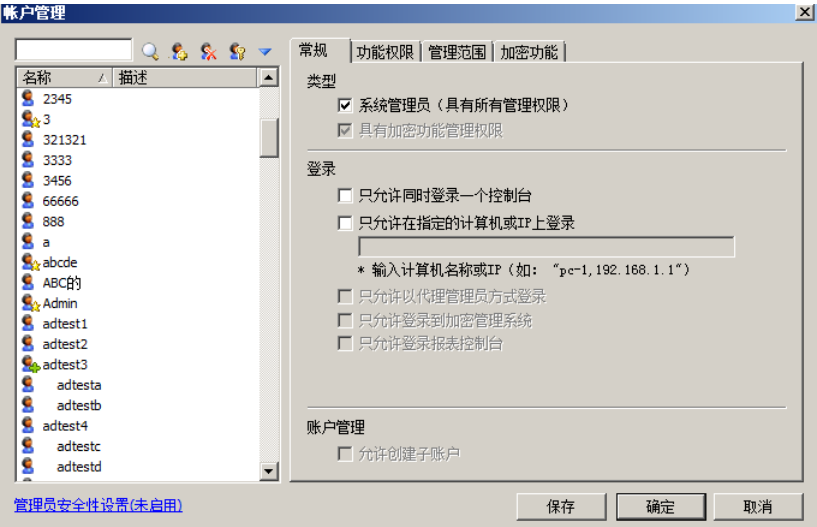 帐户管理
名称 描述
2345
3
321321
3333
3456
66666
888
a
abcde
ABC的
Admin
adtest1
adtest2
adtest3
adtesta
adtestb
adtest4
adtestc
adtestd
管理员安全性设置(未启用)
常规 功能权限 管理范围 加密功能
类型
系统管理员（具有所有管理权限）
具有加密功能管理权限
登录
只允许同时登录一个控制台
只允许在指定的计算机或IP上登录
* 输入计算机名称或IP（如： "pc-1,192.168.1.1"）
只允许以代理管理员方式登录
只允许登录到加密管理系统
只允许登录报表控制台
账户管理
允许创建子账户
保存 确定 取消